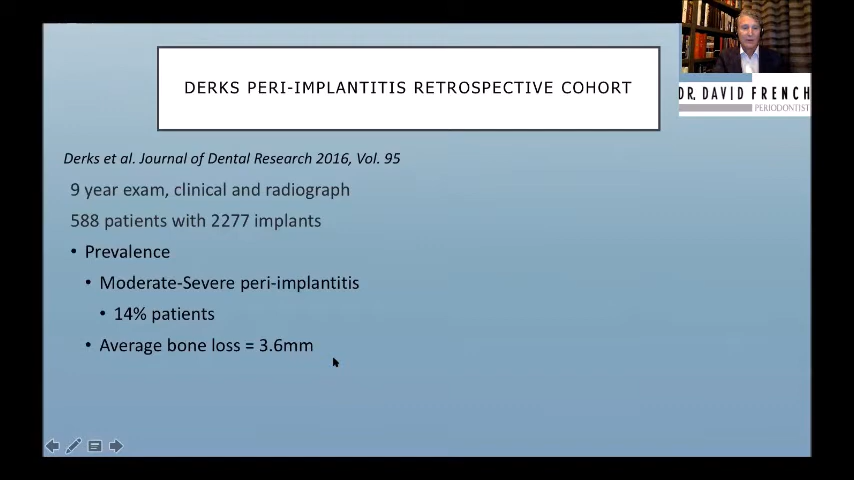 DERKS PERI-IMPLANTITIS RETROSPECTIVE COHORT
DR. DAVID FRENCH
PERIODONTIST
Derks et al. Journal of Dental Research 2016, Vol. 95
9 year exam, clinical and radiograph
588 patients with 2277 implants
• Prevalence
• Moderate-Severe peri-implantitis
• 14% patients
• Average bone loss = 3.6mm